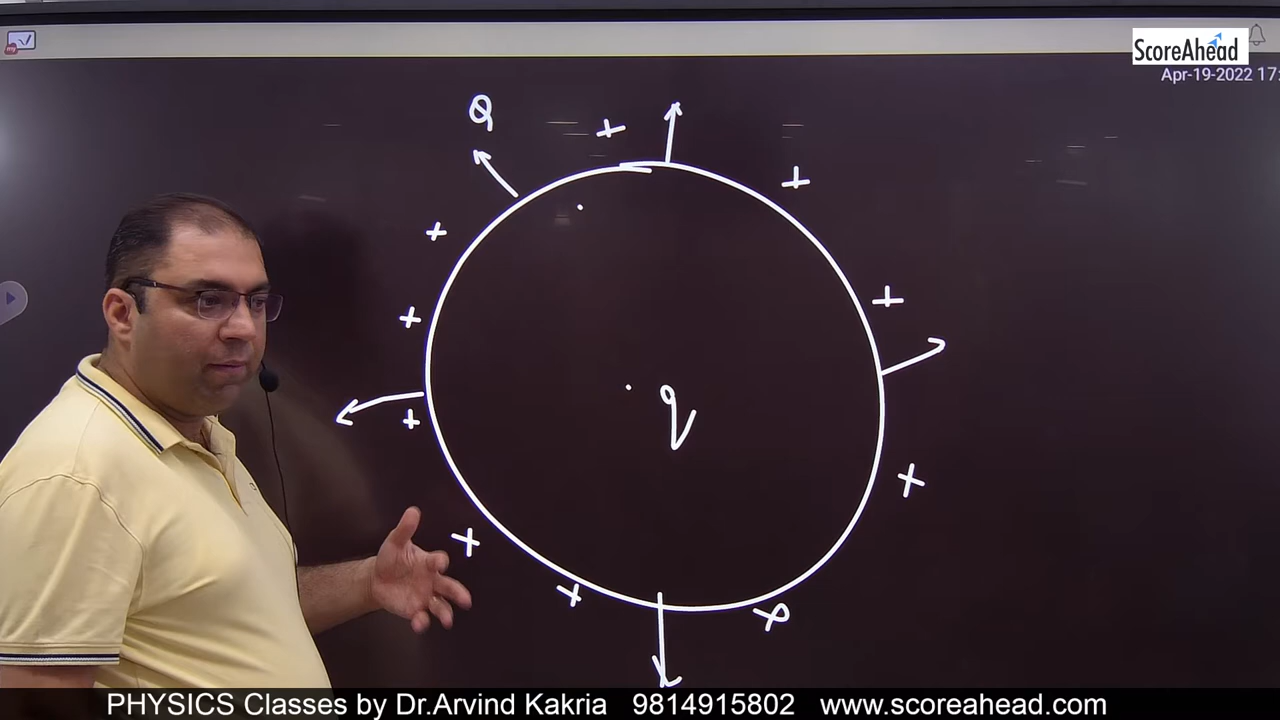 ScoreAhead
Apr-19-2022 17:
Q
+
+
+
+
+
+
+
+
+
+
+
q
PHYSICS Classes by Dr.Arvind Kakria 9814915802 www.scoreahead.com